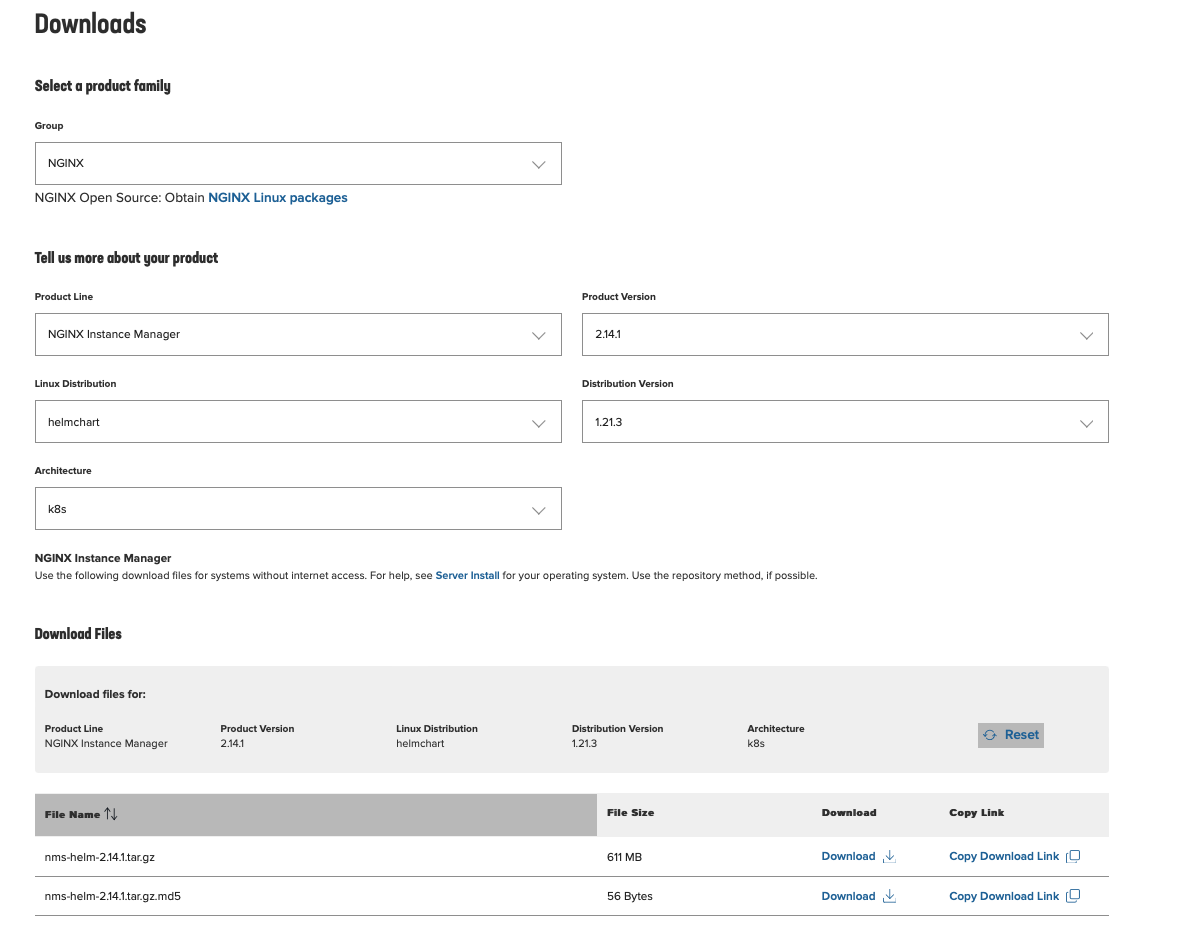 Downloads
Select a product family
Group
NGINX
NGINX Open Source: Obtain NGINX Linux packages
Tell us more about your product
Product Line Product Version
NGINX Instance Manager 2.14.1
Linux Distribution Distribution Version
helmchart 1.21.3
Architecture
k8s
NGINX Instance Manager
Use the following download files for systems without internet access. For help, see Server Install for your operating system. Use the repository method, if possible.
Download Files
Download files for:
Product Line Product Version Linux Distribution Distribution Version Architecture
NGINX Instance Manager 2.14.1 helmchart 1.21.3 k8s
Reset
File Name File Size Download Copy Link
nms-helm-2.14.1.tar.gz 611 MB Download Copy Download Link
nms-helm-2.14.1.tar.gz.md5 56 Bytes Download Copy Download Link